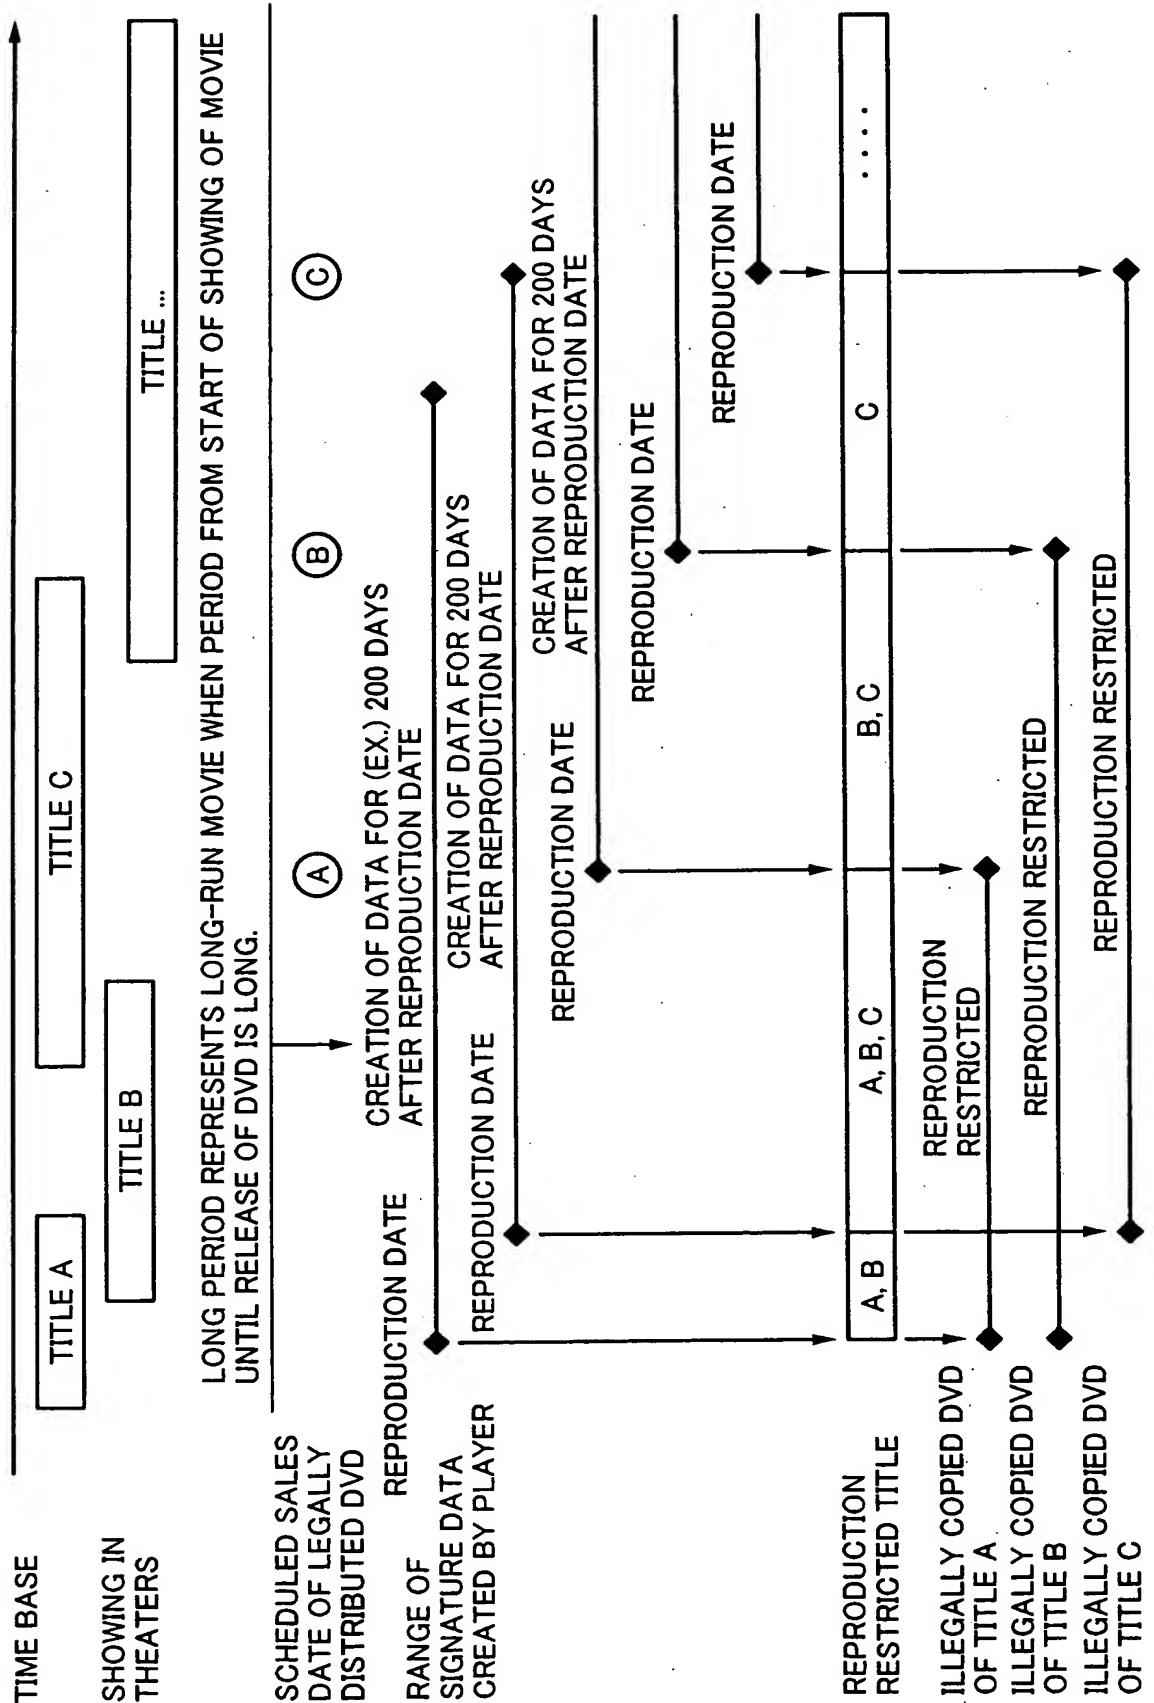 TIME BASE
SHOWING IN
THEATERS
TITLE A
TITLE B
TITLE C
TITLE ...
LONG PERIOD REPRESENTS LONG-RUN MOVIE WHEN PERIOD FROM START OF SHOWING OF MOVIE
UNTIL RELEASE OF DVD IS LONG.
SCHEDULED SALES
DATE OF LEGALLY
DISTRIBUTED DVD
A
B
C
RANGE OF
SIGNATURE DATA
CREATED BY PLAYER
REPRODUCTION DATE
CREATION OF DATA FOR (EX.) 200 DAYS
AFTER REPRODUCTION DATE
REPRODUCTION DATE
CREATION OF DATA FOR 200 DAYS
AFTER REPRODUCTION DATE
REPRODUCTION DATE
CREATION OF DATA FOR 200 DAYS
AFTER REPRODUCTION DATE
REPRODUCTION DATE
REPRODUCTION DATE
REPRODUCTION
RESTRICTED TITLE
A, B
A, B, C
B, C
C
.....
ILLEGALLY COPIED DVD
OF TITLE A
REPRODUCTION
RESTRICTED
ILLEGALLY COPIED DVD
OF TITLE B
REPRODUCTION RESTRICTED
ILLEGALLY COPIED DVD
OF TITLE C
REPRODUCTION RESTRICTED